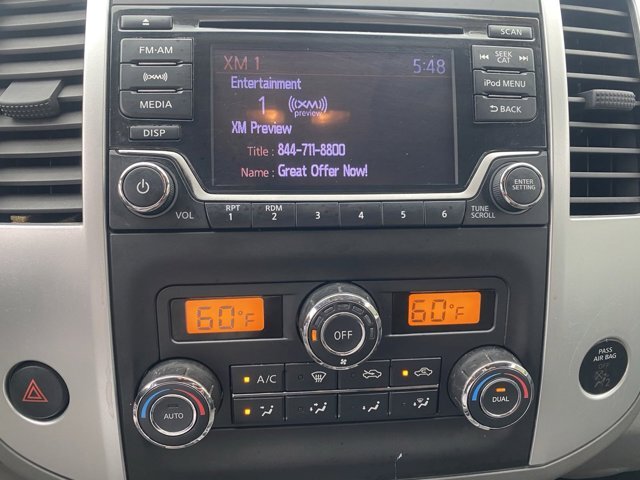 SCAN
FM·AM
XM 1 5:48
SEEK
CAT
((XM))
Entertainment
1 ((XM))
preview
iPod MENU
MEDIA
BACK
XM Preview
DISP
Title : 844-711-8800
Name : Great Offer Now!
ENTER
SETTING
VOL
RPT
1
RDM
2
3
4
5
6
TUNE
SCROLL
60°F
60°F
OFF
PASS
AIR BAG
OFF
A/C
AUTO
DUAL